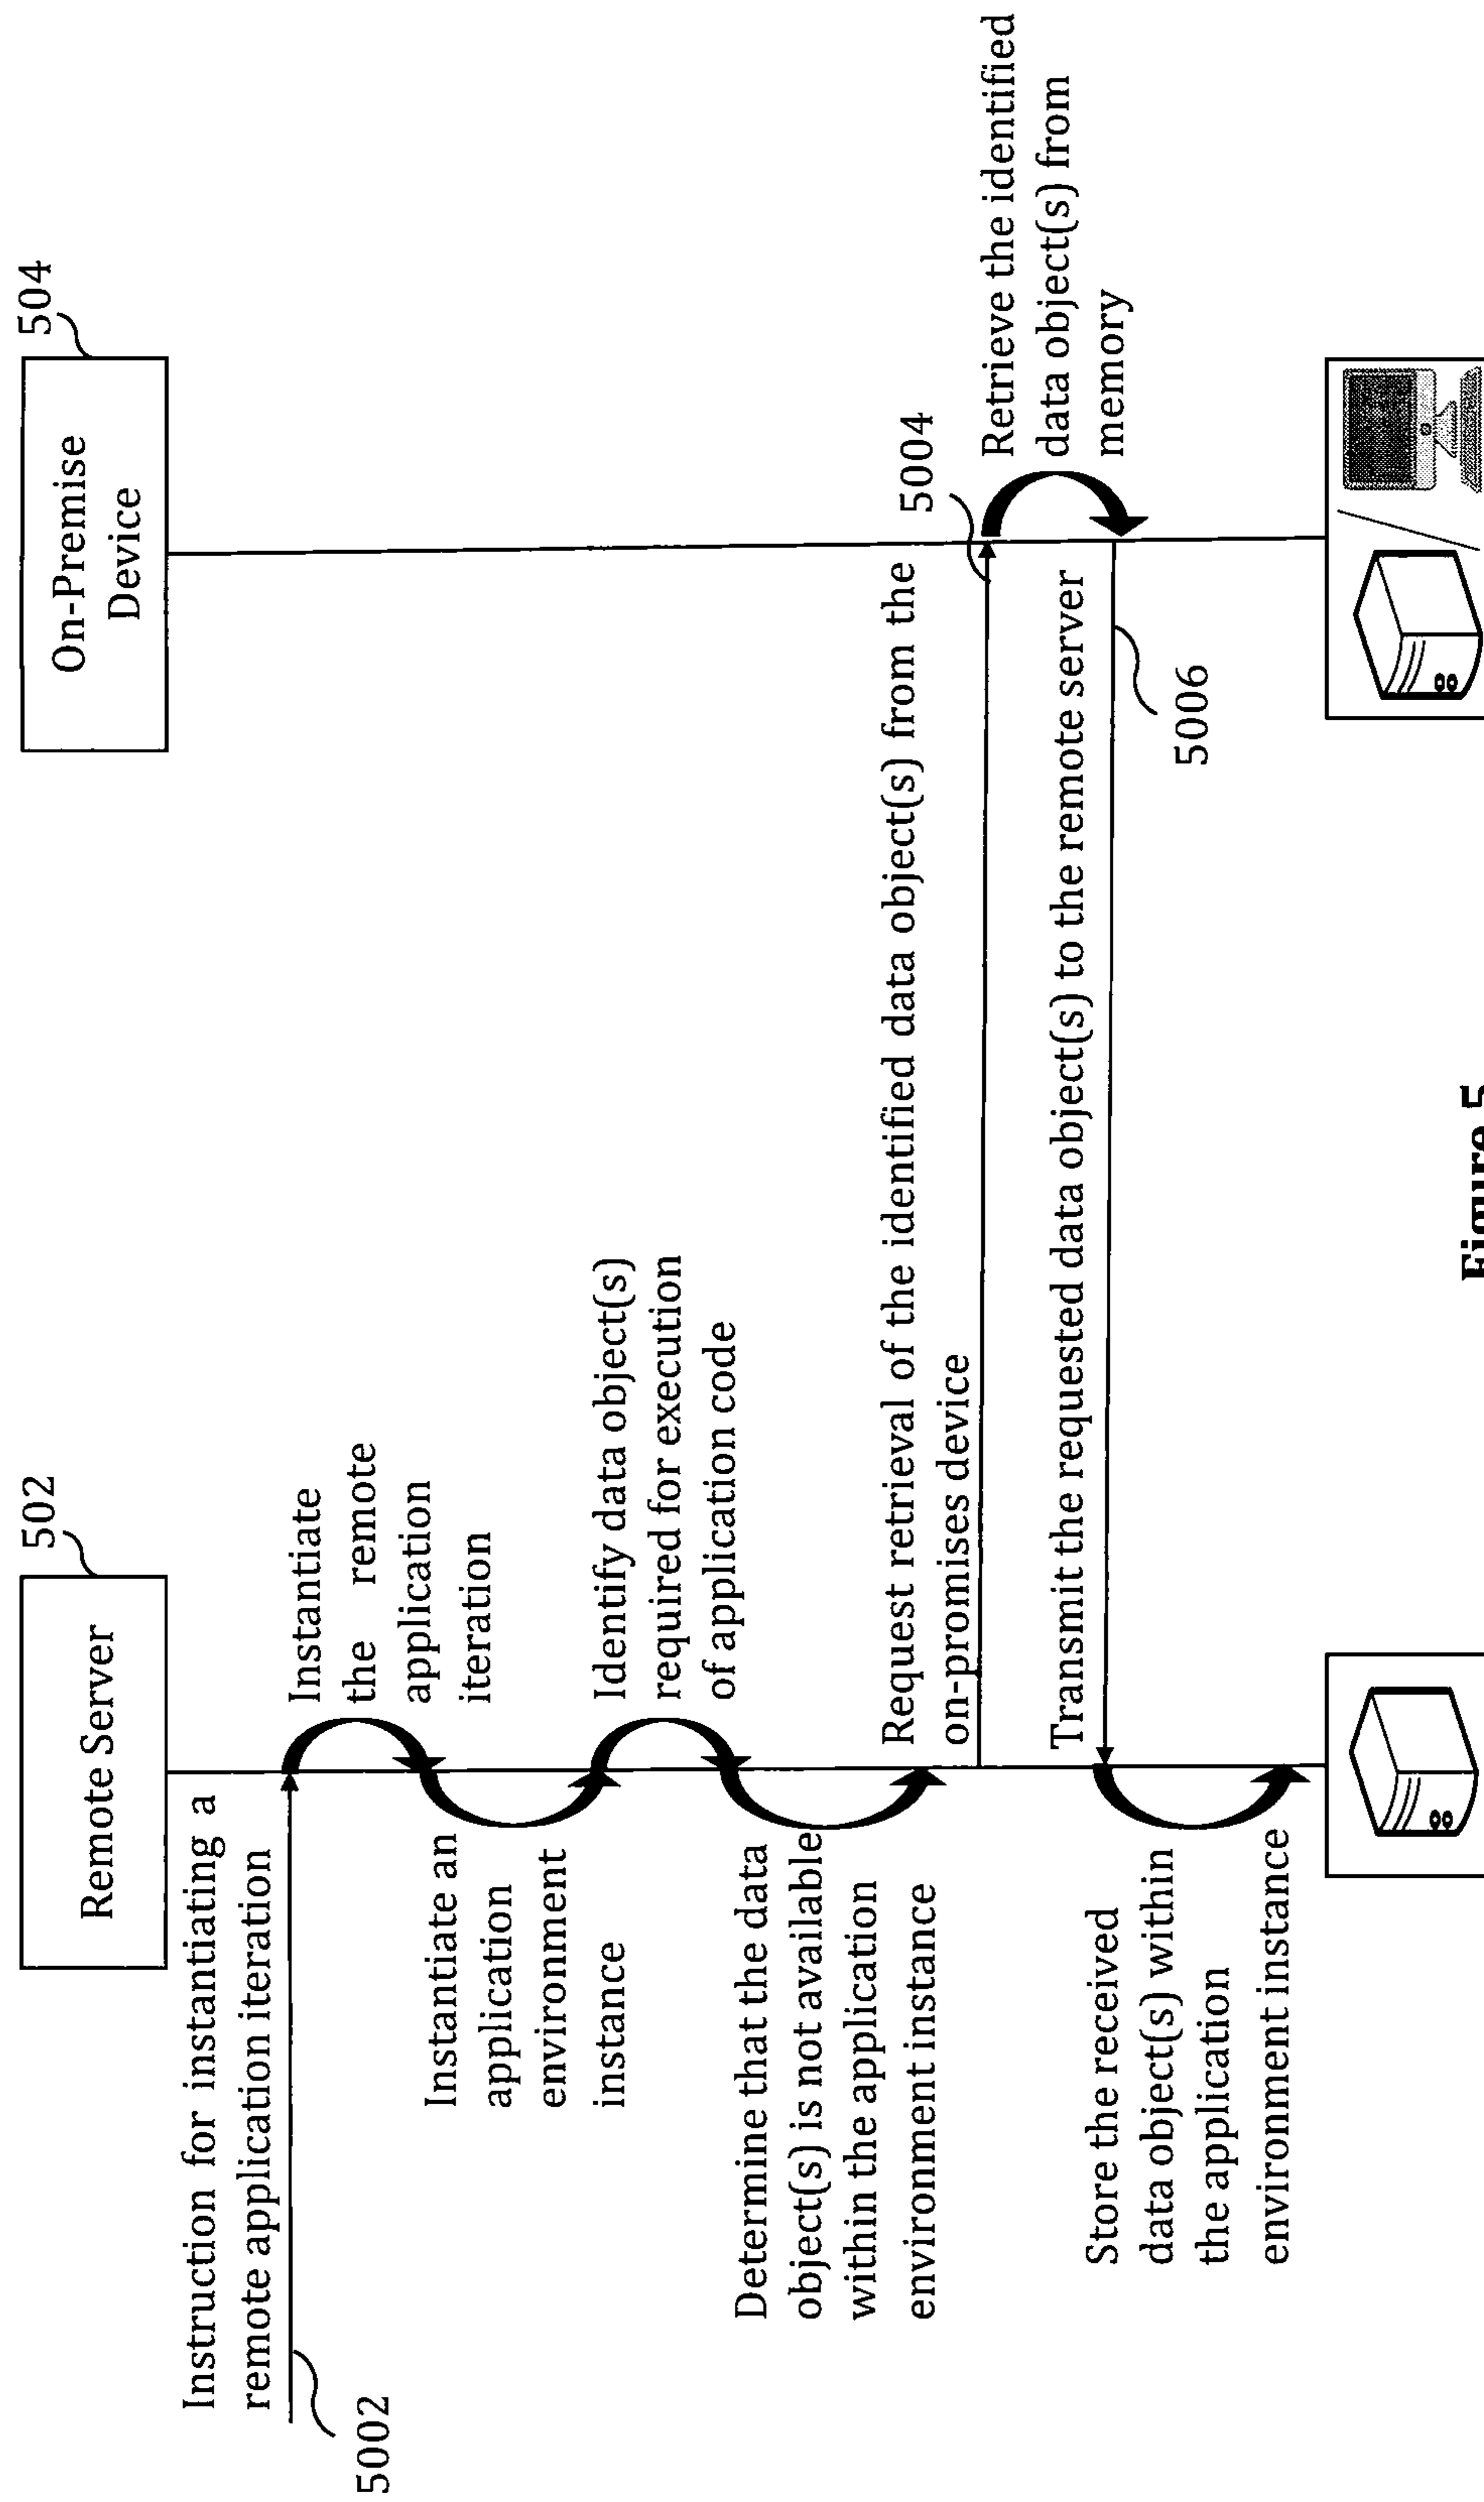 502
504
Remote Server
On-Premise
Device
Instruction for instantiating a
remote application iteration
5002
Instantiate
the remote
application
iteration
Instantiate an
application
environment
instance
Identify data object(s)
required for execution
of application code
Determine that the data
object(s) is not available
within the application
environment instance
Request retrieval of the identified data object(s) from the
on-promises device
5004
Retrieve the identified
data object(s) from
memory
Transmit the requested data object(s) to the remote server
5006
Store the received
data object(s) within
the application
environment instance
Figure 5